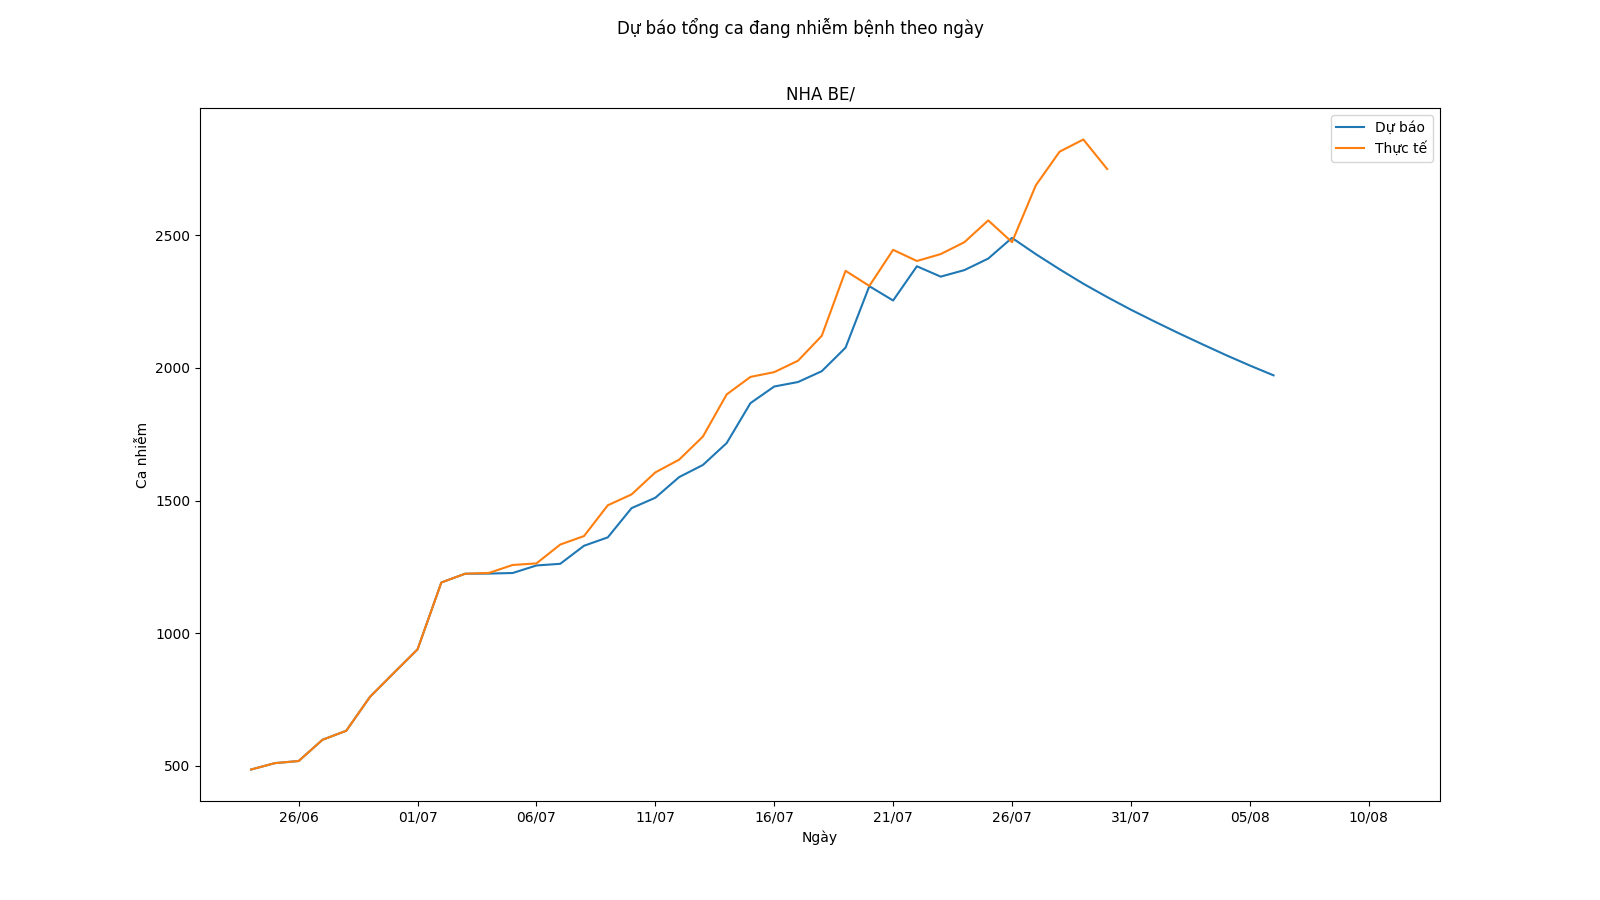 Dự báo tổng ca đang nhiễm bệnh theo ngày
NHA BE/
Dự báo
Thực tế
Ca nhiễm
2500
2000
1500
1000
500
26/06
01/07
06/07
11/07
16/07
21/07
26/07
31/07
05/08
10/08
Ngày